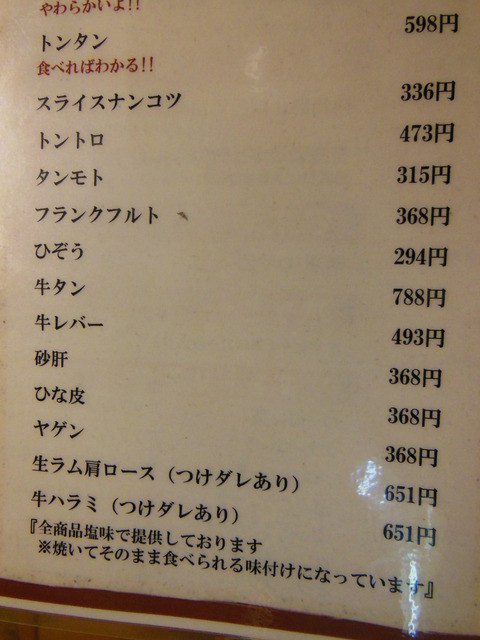 やわらかいよ!!
トンタン 598円
食べればわかる!!
スライスナンコツ 336円
トントロ 473円
タンモト 315円
フランクフルト 368円
ひぞう 294円
牛タン 788円
牛レバー 493円
砂肝 368円
ひな皮 368円
ヤゲン 368円
生ラム肩ロース（つけダレあり） 651円
牛ハラミ（つけダレあり） 651円
『全商品塩味で提供しております
※焼いてそのまま食べられる味付けになっています』